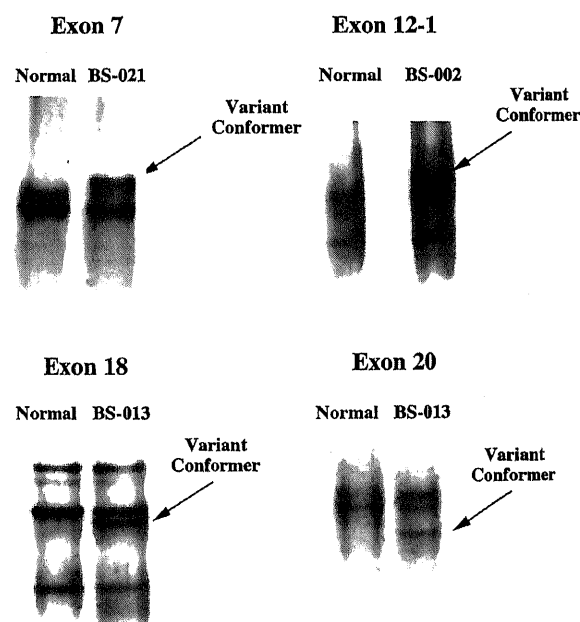 Exon 7
Normal BS-021
Variant
Conformer
Exon 12-1
Normal BS-002
Variant
Conformer
Exon 18
Normal BS-013
Variant
Conformer
Exon 20
Normal BS-013
Variant
Conformer